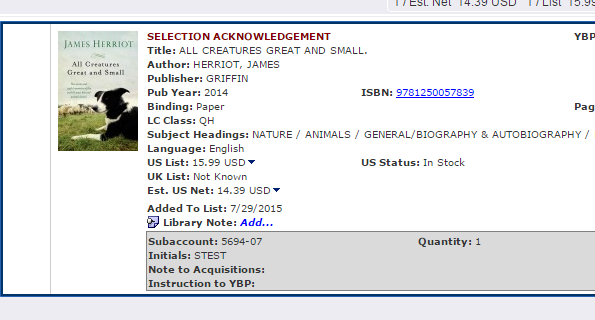 1 / Est. Net 14.39 USD 1 / List 15.99
SELECTION ACKNOWLEDGEMENT YBP
Title: ALL CREATURES GREAT AND SMALL.
Author: HERRIOT, JAMES
Publisher: GRIFFIN
Pub Year: 2014 ISBN: 9781250057839
Binding: Paper Pag
LC Class: QH
Subject Headings: NATURE / ANIMALS / GENERAL/BIOGRAPHY & AUTOBIOGRAPHY /
Language: English
US List: 15.99 USD US Status: In Stock
UK List: Not Known
Est. US Net: 14.39 USD
Added To List: 7/29/2015
Library Note: Add...
Subaccount: 5694-07 Quantity: 1
Initials: STEST
Note to Acquisitions:
Instruction to YBP:
JAMES HERRIOT
All Creatures
Great and Small